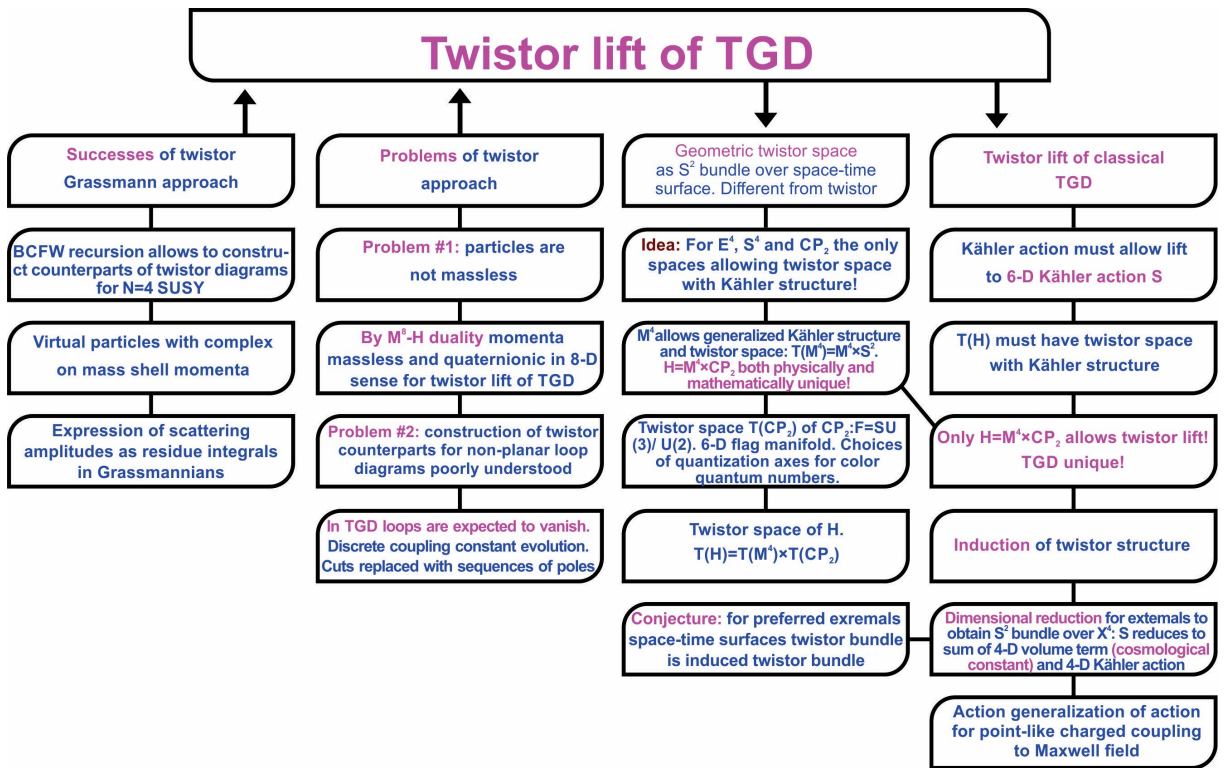 Twistor lift of TGD
Successes of twistor
Grassmann approach
BCFW recursion allows to constru-
ct counterparts of twistor diagrams
for N=4 SUSY
Virtual particles with complex
on mass shell momenta
Expression of scattering
amplitudes as residue integrals
in Grassmannians
Problems of twistor
approach
Problem #1: particles are
not massless
By M⁸-H duality momenta
massless and quaternionic in 8-D
sense for twistor lift of TGD
Problem #2: construction of twistor
counterparts for non-planar loop
diagrams poorly understood
In TGD loops are expected to vanish.
Discrete coupling constant evolution.
Cuts replaced with sequences of poles
Geometric twistor space
as S² bundle over space-time
surface. Different from twistor
Idea: For E⁴, S⁴ and CP₂ the only
spaces allowing twistor space
with Kähler structure!
M⁴allows generalized Kähler structure
and twistor space: T(M⁴)=M⁴×S².
H=M⁴×CP₂ both physically and
mathematically unique!
Twistor space T(CP₂) of CP₂:F=SU
(3)/ U(2). 6-D flag manifold. Choices
of quantization axes for color
quantum numbers.
Twistor space of H.
T(H)=T(M⁴)×T(CP₂)
Conjecture: for preferred exremals
space-time surfaces twistor bundle
is induced twistor bundle
Twistor lift of classical
TGD
Kähler action must allow lift
to 6-D Kähler action S
T(H) must have twistor space
with Kähler structure
Only H=M⁴×CP₂ allows twistor lift!
TGD unique!
Induction of twistor structure
Dimensional reduction for externals to
obtain S² bundle over X⁴: S reduces to
sum of 4-D volume term (cosmological
constant) and 4-D Kähler action
Action generalization of action
for point-like charged coupling
to Maxwell field